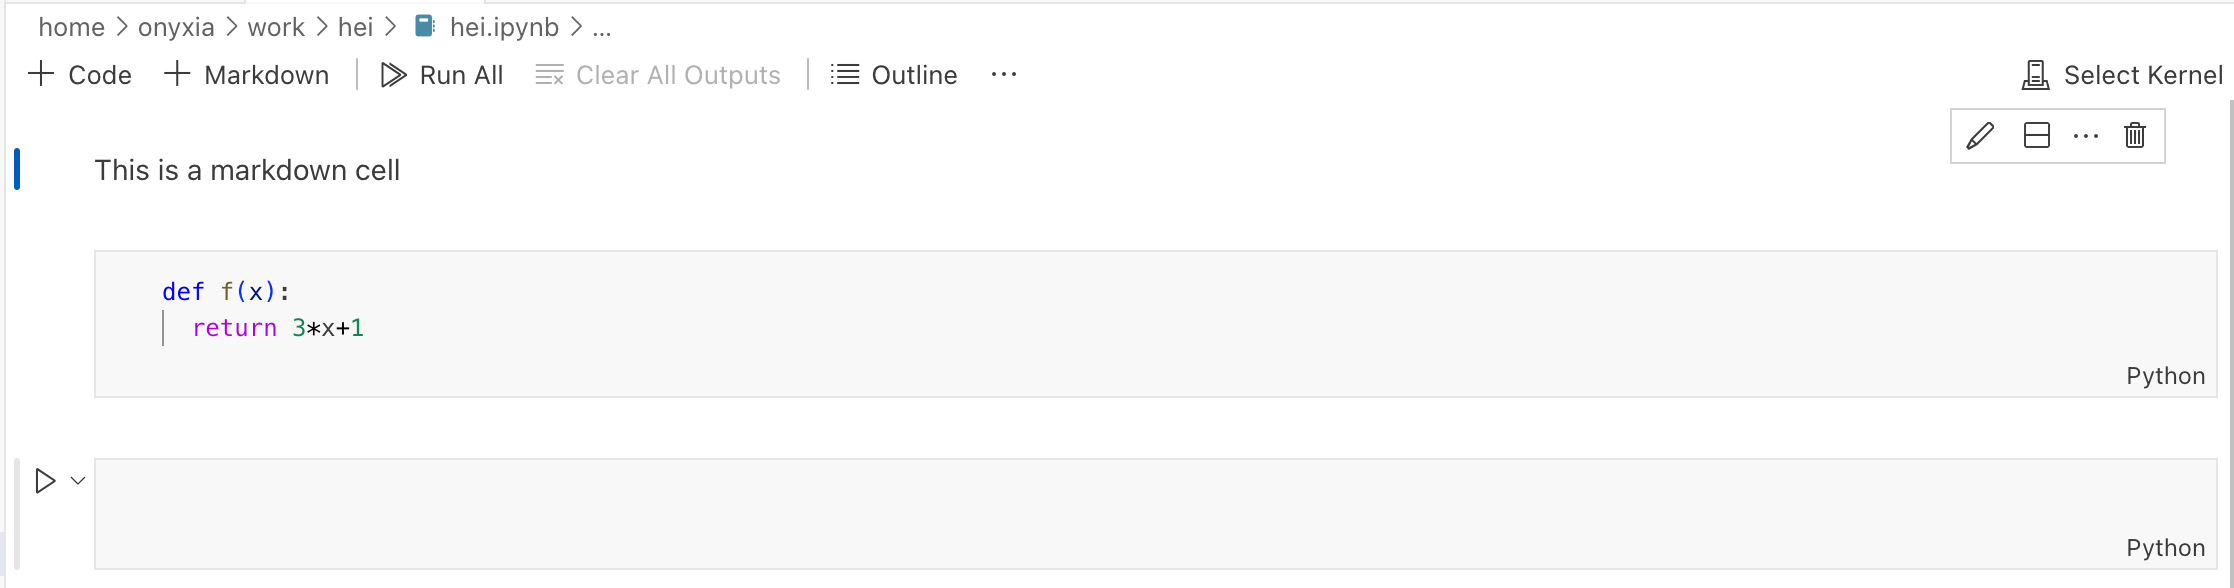 home > onyxia > work > hei > hei.ipynb > ...
+ Code + Markdown | Run All Clear All Outputs | Outline ... Select Kernel
This is a markdown cell
def f(x):
  return 3*x+1
Python
Python